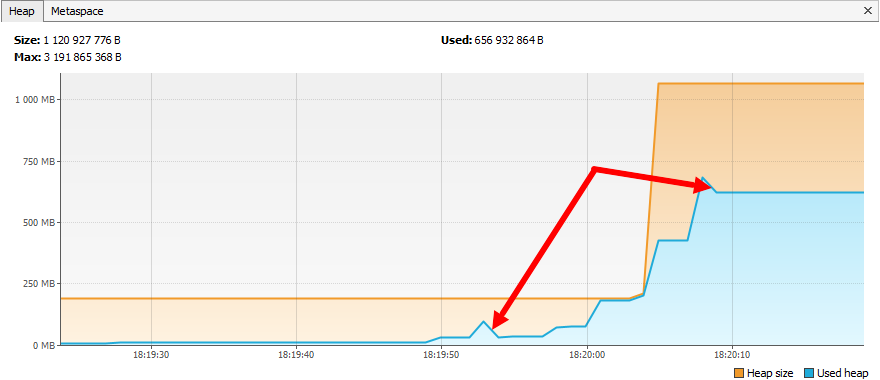 Heap Metaspace ×
Size: 1 120 927 776 B Used: 656 932 864 B
Max: 3 191 865 368 B
1 000 MB
750 MB
500 MB
250 MB
0 MB
18:19:30 18:19:40 18:19:50 18:20:00 18:20:10
Heap size Used heap